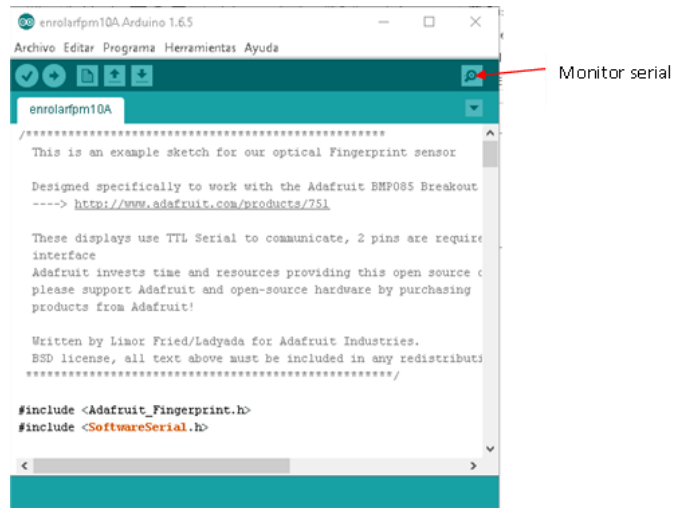 enrolarfpm10A Arduino 1.6.5
Archivo Editar Programa Herramientas Ayuda
Monitor serial
enrolarfpm10A
/***************************************************
This is an example sketch for our optical Fingerprint sensor
Designed specifically to work with the Adafruit BMP085 Breakout
----> http://www.adafruit.com/products/751
These displays use TTL Serial to communicate, 2 pins are require
interface
Adafruit invests time and resources providing this open source c
please support Adafruit and open-source hardware by purchasing
products from Adafruit!
Written by Limor Fried/Ladyada for Adafruit Industries.
BSD license, all text above must be included in any redistributi
****************************************************/
#include <Adafruit_Fingerprint.h>
#include <SoftwareSerial.h>